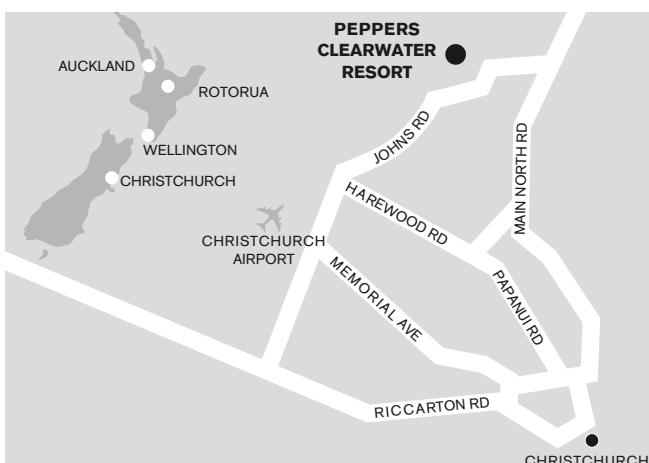 PEPPERS
CLEARWATER
RESORT
AUCKLAND
ROTORUA
WELLINGTON
CHRISTCHURCH
JOHNS RD
MAIN NORTH RD
HAREWOOD RD
CHRISTCHURCH
AIRPORT
MEMORIAL AVE
PAPANUI RD
RICCARTON RD
CHRISTCHURCH